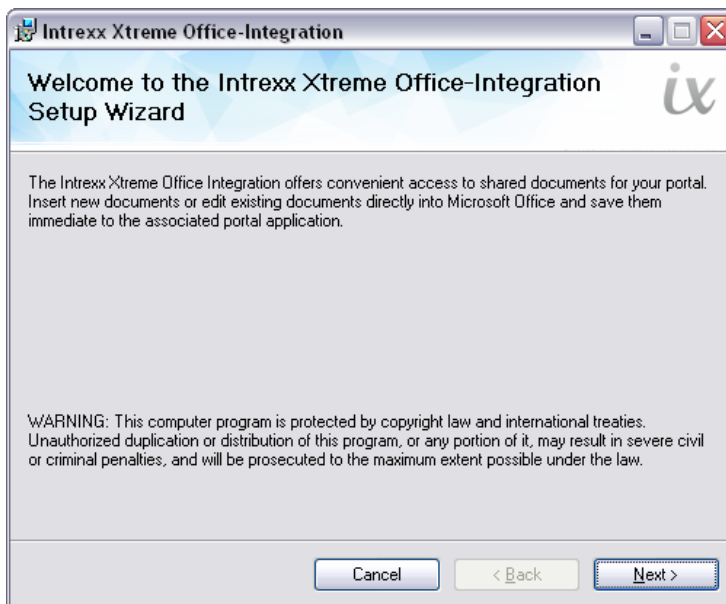 Intrexx Xtreme Office-Integration
Welcome to the Intrexx Xtreme Office-Integration
Setup Wizard
ix
The Intrexx Xtreme Office Integration offers convenient access to shared documents for your portal.
Insert new documents or edit existing documents directly into Microsoft Office and save them
immediate to the associated portal application.
WARNING: This computer program is protected by copyright law and international treaties.
Unauthorized duplication or distribution of this program, or any portion of it, may result in severe civil
or criminal penalties, and will be prosecuted to the maximum extent possible under the law.
Cancel
< Back
Next >